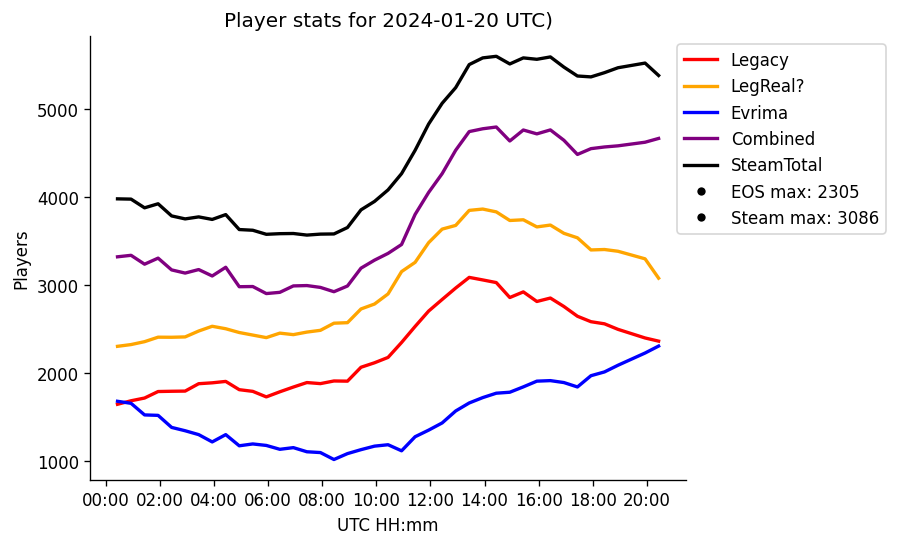 Player stats for 2024-01-20 UTC)
Legacy
LegReal?
Evrima
Combined
SteamTotal
EOS max: 2305
Steam max: 3086
Players
5000
4000
3000
2000
1000
00:00 02:00 04:00 06:00 08:00 10:00 12:00 14:00 16:00 18:00 20:00
UTC HH:mm